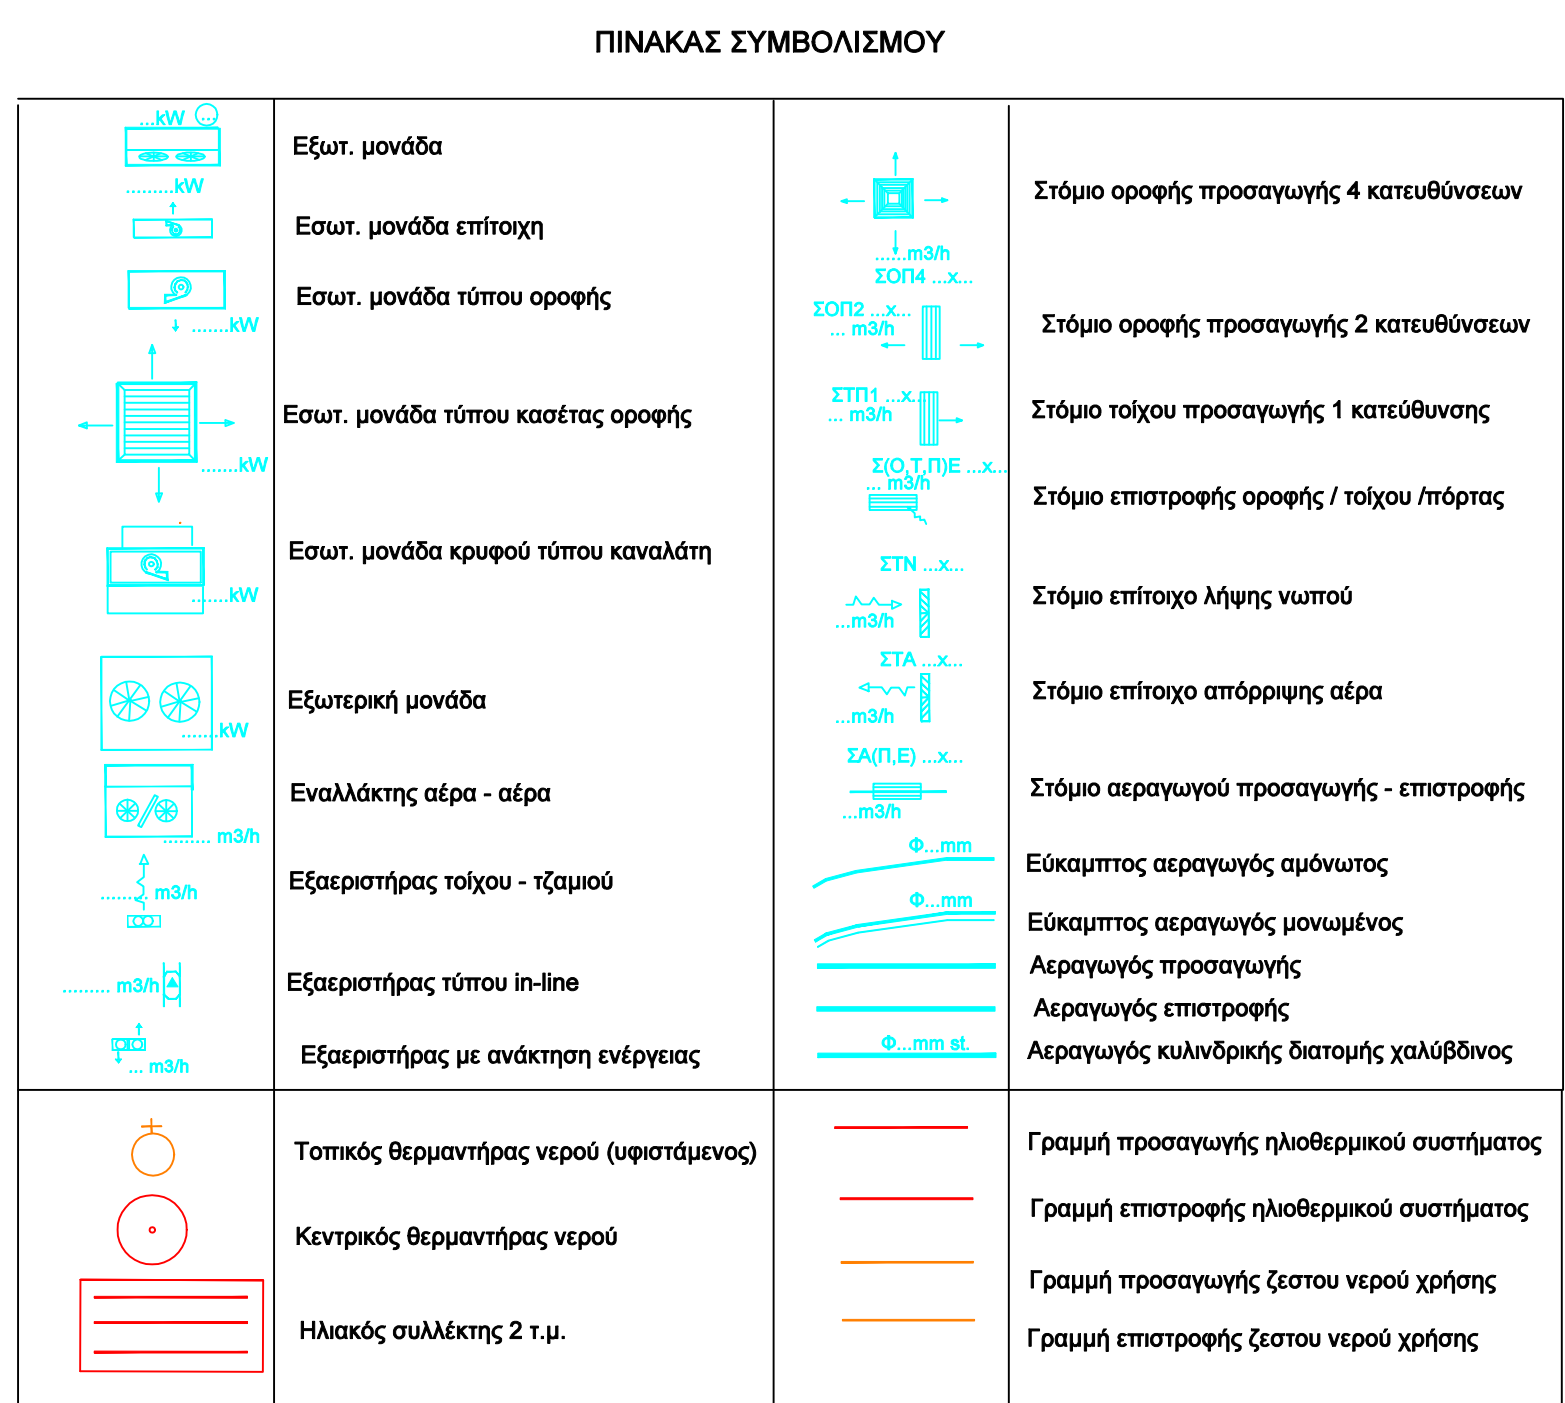 ΠΙΝΑΚΑΣ ΣΥΜΒΟΛΙΣΜΟΥ
...kW ...
Εξωτ. μονάδα
.........kW
Εσωτ. μονάδα επίτοιχη
Εσωτ. μονάδα τύπου οροφής
.......kW
Εσωτ. μονάδα τύπου κασέτας οροφής
.......kW
Εσωτ. μονάδα κρυφού τύπου καναλάτη
.......kW
Εξωτερική μονάδα
.......kW
Εναλλάκτης αέρα - αέρα
......... m3/h
Εξαεριστήρας τοίχου - τζαμιού
......... m3/h
Εξαεριστήρας τύπου in-line
......... m3/h
Εξαεριστήρας με ανάκτηση ενέργειας
... m3/h
Στόμιο οροφής προσαγωγής 4 κατευθύνσεων
......m3/h
ΣΟΠ4 ...x...
ΣΟΠ2 ...x...
... m3/h
Στόμιο οροφής προσαγωγής 2 κατευθύνσεων
ΣΤΠ1 ...x...
... m3/h
Στόμιο τοίχου προσαγωγής 1 κατεύθυνσης
Σ(Ο,Τ,Π)Ε ...x...
... m3/h
Στόμιο επιστροφής οροφής / τοίχου /πόρτας
ΣΤΝ ...x...
...m3/h
Στόμιο επίτοιχο λήψης νωπού
ΣΤΑ ...x...
...m3/h
Στόμιο επίτοιχο απόρριψης αέρα
ΣΑ(Π,Ε) ...x...
...m3/h
Στόμιο αεραγωγού προσαγωγής - επιστροφής
Φ...mm
Εύκαμπτος αεραγωγός αμόνωτος
Φ...mm
Εύκαμπτος αεραγωγός μονωμένος
Αεραγωγός προσαγωγής
Αεραγωγός επιστροφής
Φ...mm st.
Αεραγωγός κυλινδρικής διατομής χαλύβδινος
Τοπικός θερμαντήρας νερού (υφιστάμενος)
Κεντρικός θερμαντήρας νερού
Ηλιακός συλλέκτης 2 τ.μ.
Γραμμή προσαγωγής ηλιοθερμικού συστήματος
Γραμμή επιστροφής ηλιοθερμικού συστήματος
Γραμμή προσαγωγής ζεστου νερού χρήσης
Γραμμή επιστροφής ζεστου νερού χρήσης